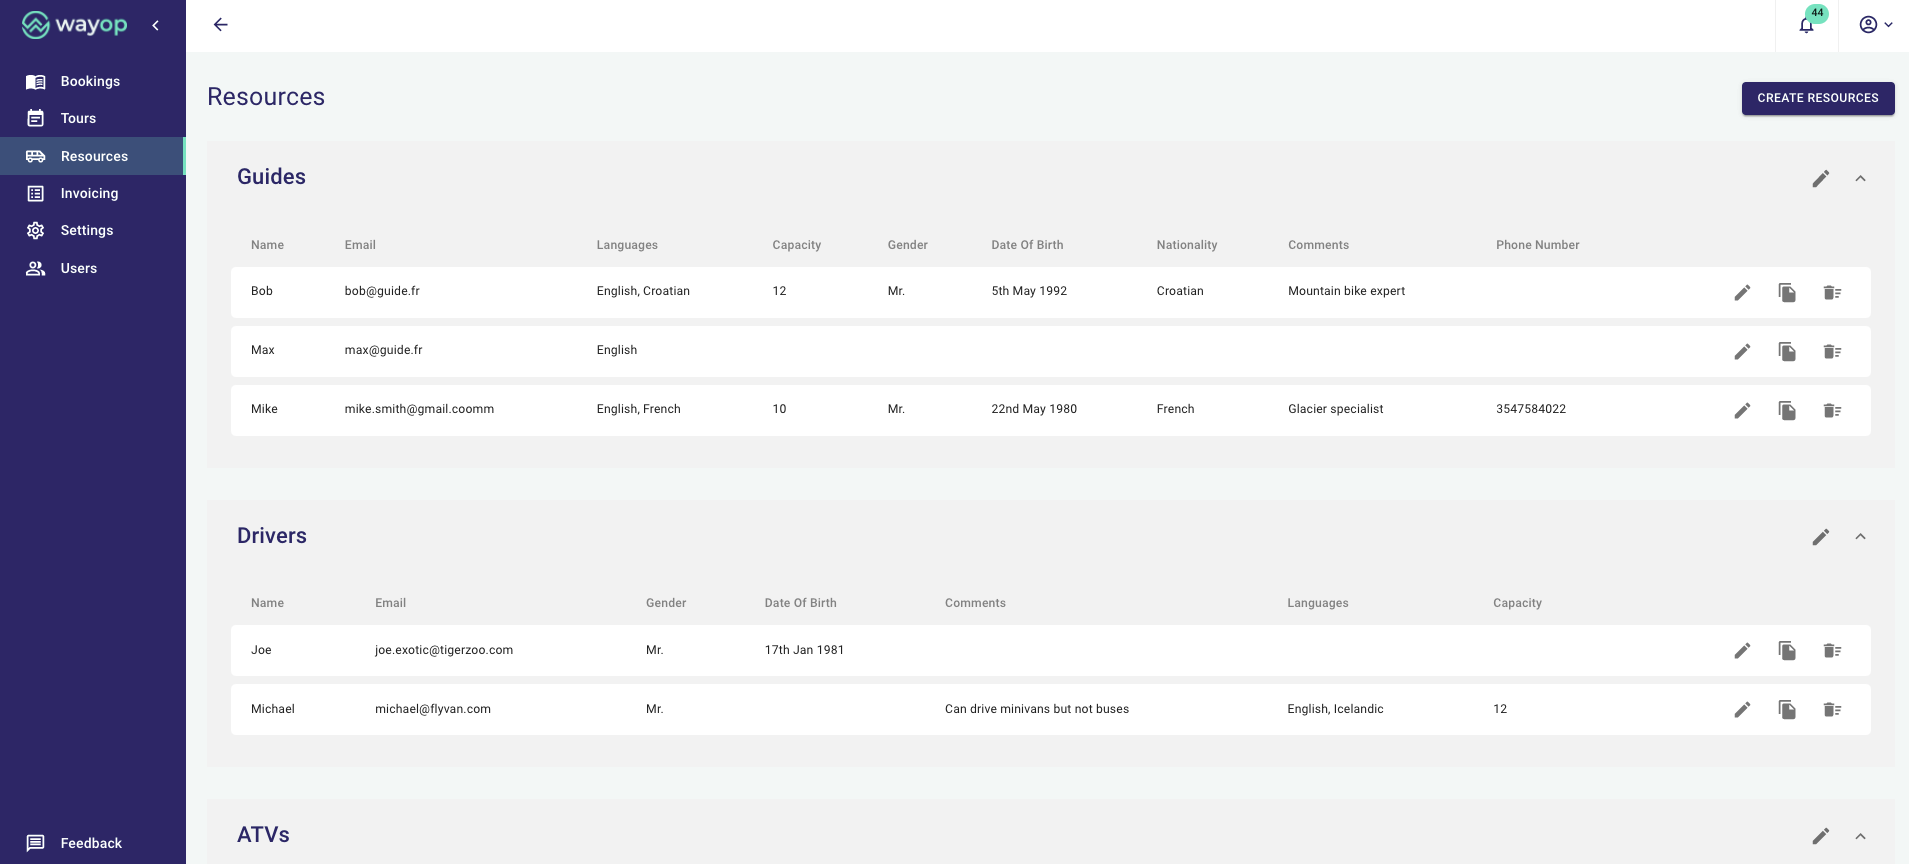 wayop
44
Bookings
Tours
Resources
Invoicing
Settings
Users
Feedback
Resources
CREATE RESOURCES
Guides
Name Email Languages Capacity Gender Date Of Birth Nationality Comments Phone Number
Bob bob@guide.fr English, Croatian 12 Mr. 5th May 1992 Croatian Mountain bike expert
Max max@guide.fr English
Mike mike.smith@gmail.coomm English, French 10 Mr. 22nd May 1980 French Glacier specialist 3547584022
Drivers
Name Email Gender Date Of Birth Comments Languages Capacity
Joe joe.exotic@tigerzoo.com Mr. 17th Jan 1981
Michael michael@flyvan.com Mr. Can drive minivans but not buses English, Icelandic 12
ATVs